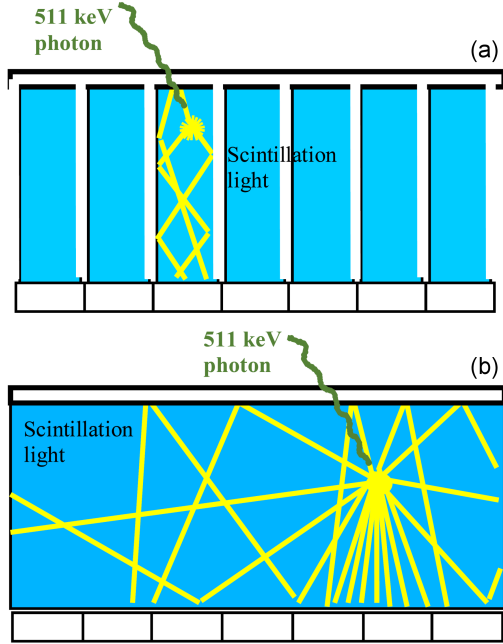 511 keV
photon
(a)
Scintillation
light
511 keV
photon
(b)
Scintillation
light